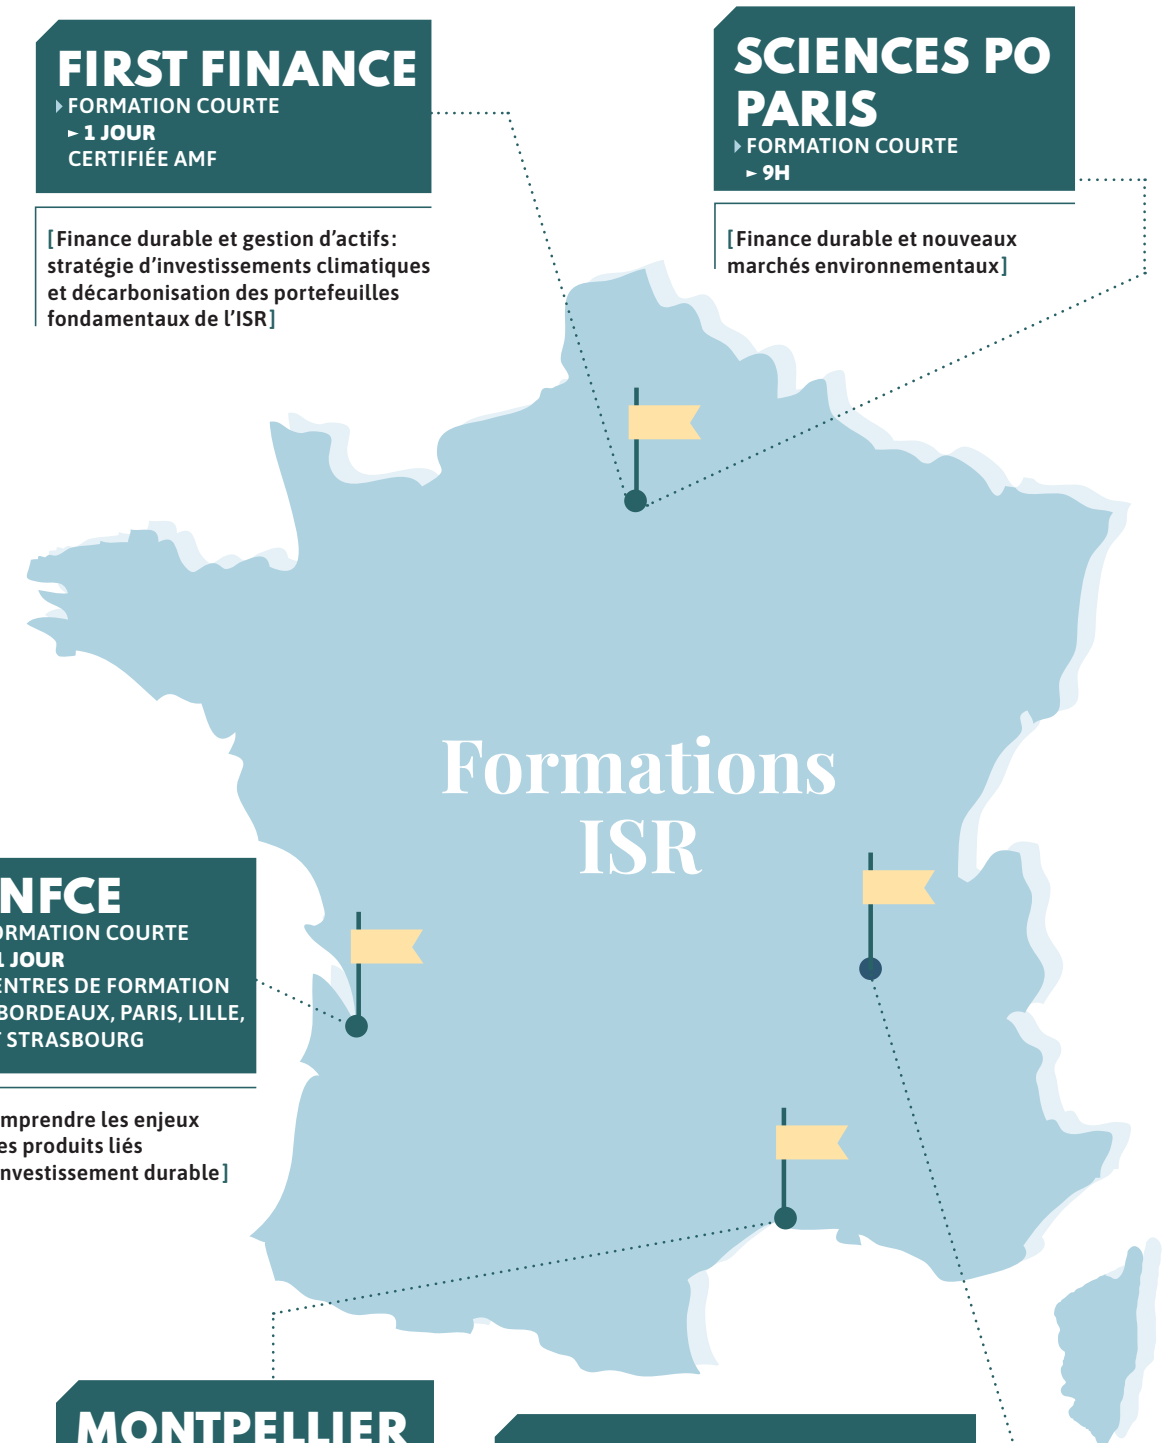 FIRST FINANCE
FORMATION COURTE
► 1 JOUR
CERTIFIÉE AMF
[Finance durable et gestion d’actifs:
stratégie d’investissements climatiques
et décarbonisation des portefeuilles
fondamentaux de l’ISR]
SCIENCES PO
PARIS
FORMATION COURTE
► 9H
[Finance durable et nouveaux
marchés environnementaux]
Formations
ISR
NFCE
ORMATION COURTE
1 JOUR
ENTRES DE FORMATION
BORDEAUX, PARIS, LILLE,
STRASBOURG
mprendre les enjeux
es produits liés
nvestissement durable]
MONTPELLIER